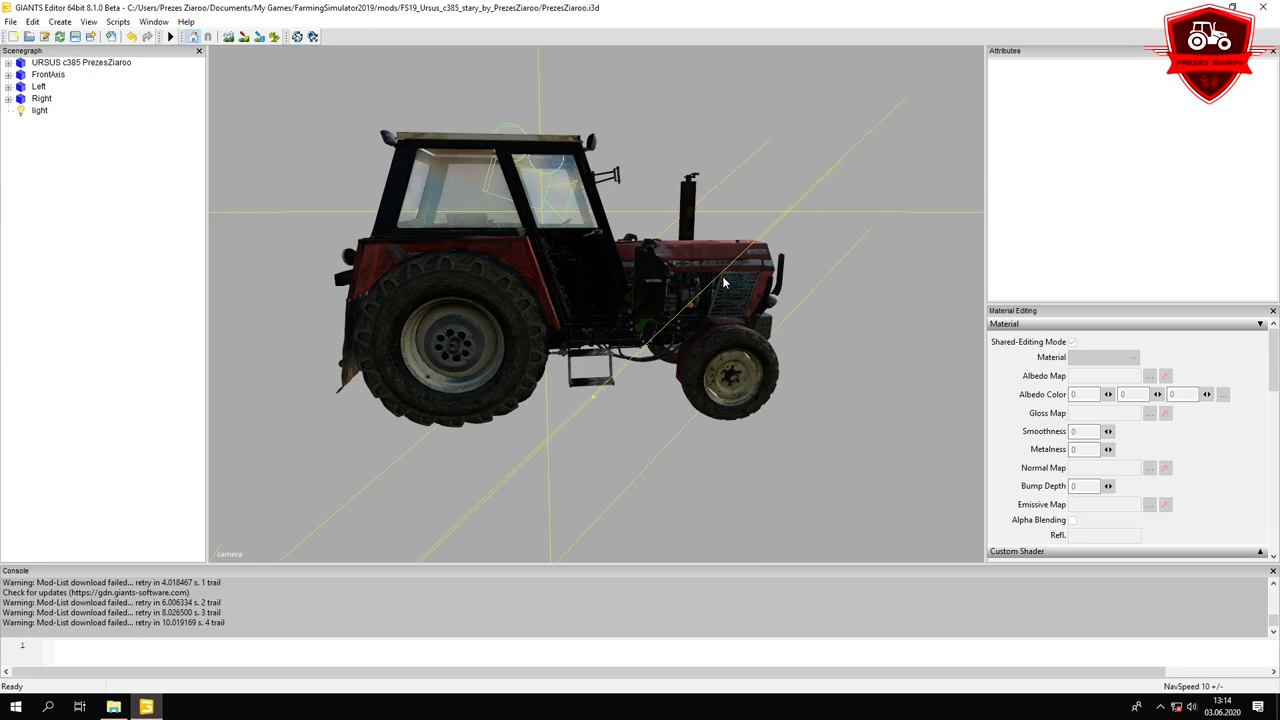 GIANTS Editor 64bit 8.1.0 Beta - C:/Users/Prezes Ziaroo/Documents/My Games/FarmingSimulator2019/mods/FS19_Ursus_c385_stary_by_PrezesZiaroo/PrezesZiaroo.i3d
File Edit Create View Scripts Window Help
Scenegraph
URSUS c385 PrezesZiaroo
FrontAxis
Left
Right
light
camera
Attributes
PREZES ZIAROO
Material Editing
Material
Shared-Editing Mode
Material
Albedo Map
...
Albedo Color 0 0 0 ...
Gloss Map
...
Smoothness 0
Metalness 0
Normal Map
...
Bump Depth 0
Emissive Map
...
Alpha Blending
Refl.
Custom Shader
Console
Warning: Mod-List download failed... retry in 4.018467 s. 1 trail
Check for updates (https://gdn.giants-software.com)
Warning: Mod-List download failed... retry in 6.006334 s. 2 trail
Warning: Mod-List download failed... retry in 8.026500 s. 3 trail
Warning: Mod-List download failed... retry in 10.019169 s. 4 trail
1
Ready
NavSpeed 10 +/-
13:14
03.06.2020